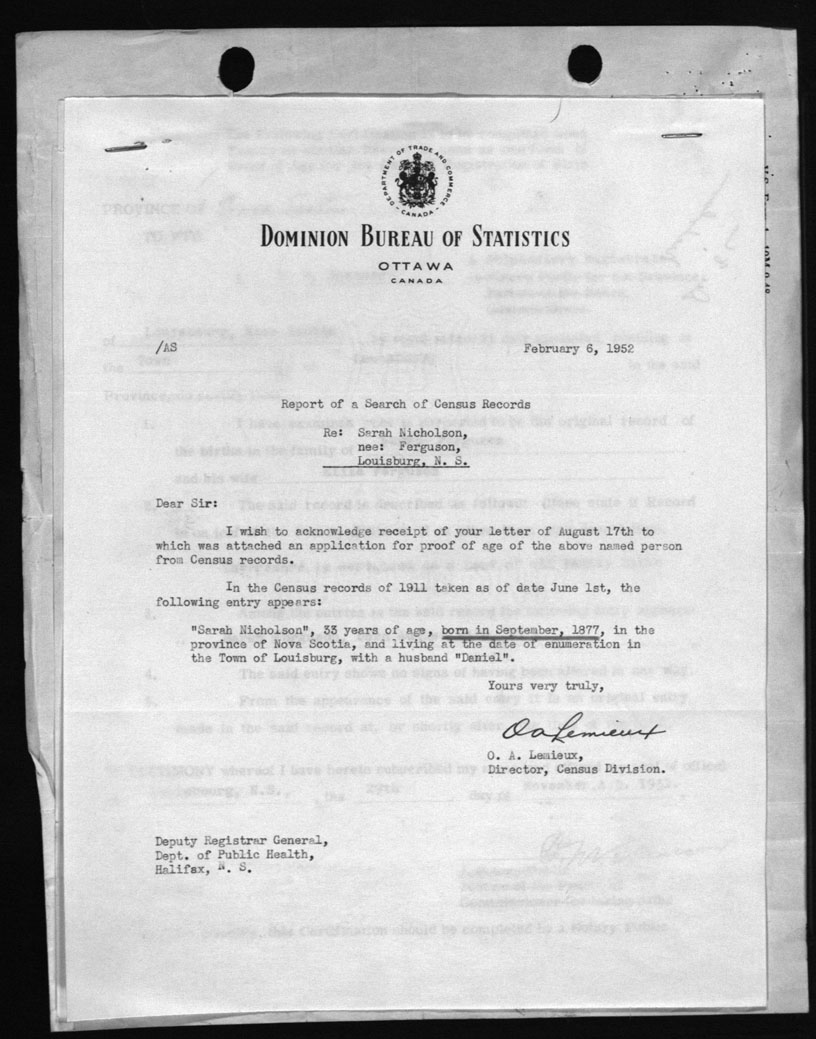 DEPARTMENT OF TRADE AND COMMERCE
CANADA
DOMINION BUREAU OF STATISTICS
OTTAWA
CANADA
/AS February 6, 1952
Report of a Search of Census Records
Re: Sarah Nicholson,
nee: Ferguson,
Louisburg, N. S.
Dear Sir:
I wish to acknowledge receipt of your letter of August 17th to
which was attached an application for proof of age of the above named person
from Census records.
In the Census records of 1911 taken as of date June 1st, the
following entry appears:
"Sarah Nicholson", 33 years of age, born in September, 1877, in the
province of Nova Scotia, and living at the date of enumeration in
the Town of Louisburg, with a husband "Daniel".
Yours very truly,
O A Lemieux
O. A. Lemieux,
Director, Census Division.
Deputy Registrar General,
Dept. of Public Health,
Halifax, N. S.